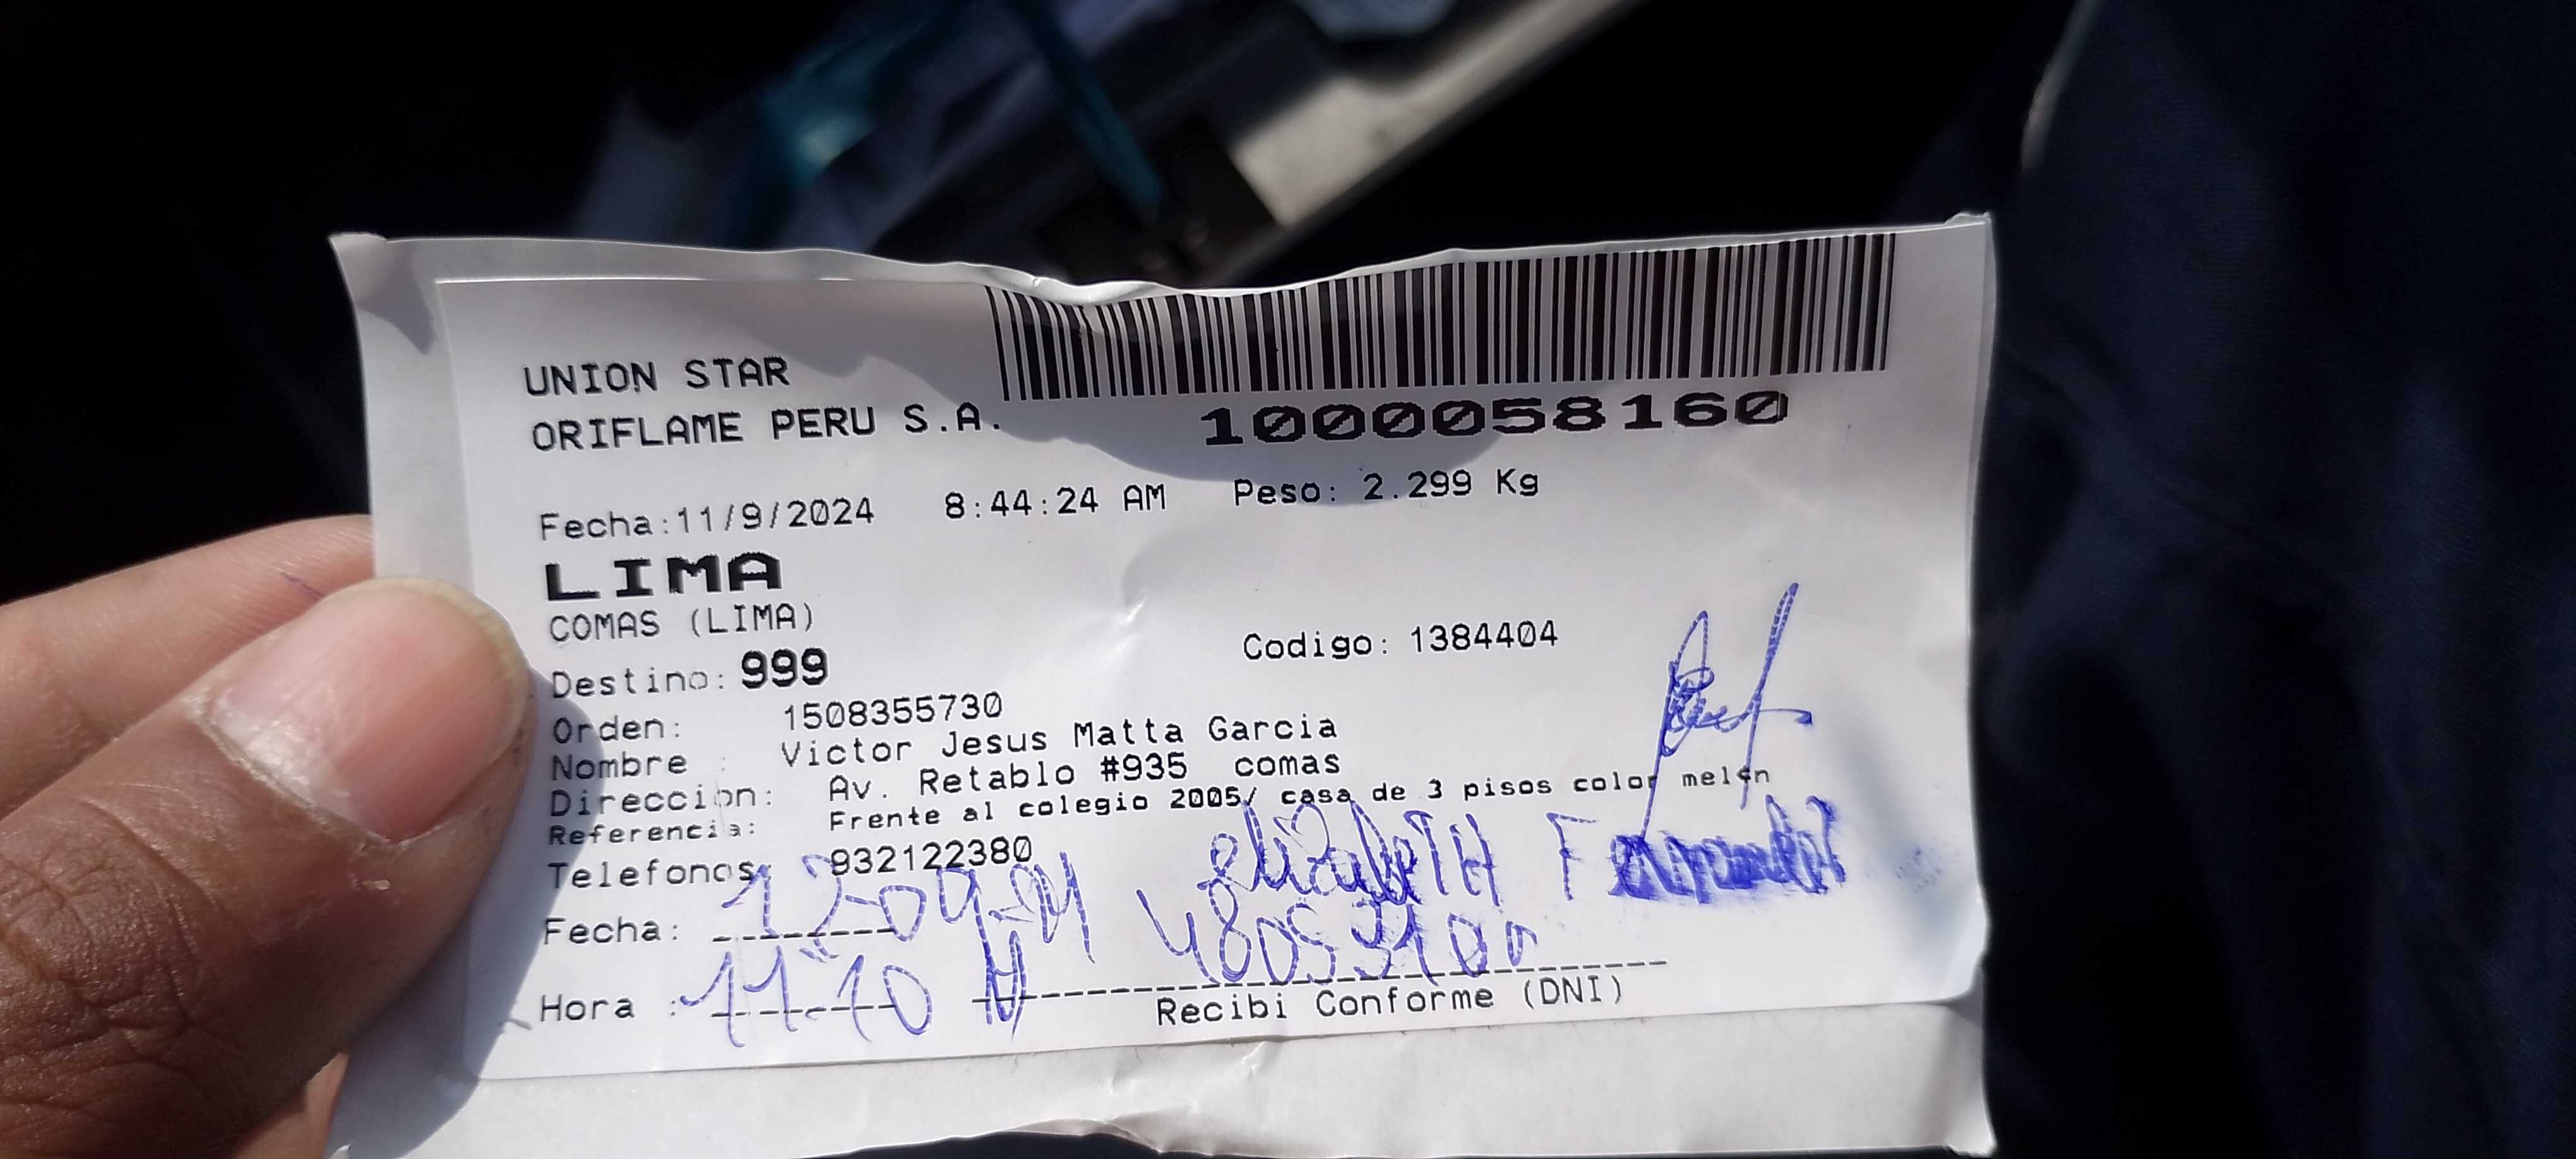 UNION STAR
ORIFLAME PERU S.A.
1000058160
Fecha:11/9/2024 8:44:24 AM Peso: 2.299 Kg
LIMA
COMAS (LIMA)
Codigo: 1384404
Destino: 999
Orden: 1508355730
Nombre : Victor Jesus Matta Garcia
Direccion: Av. Retablo #935 comas
Referencia: Frente al colegio 2005/ casa de 3 pisos color melon
Telefonos: 932122380
elizabeTH
Fecha: 12-09-24
Hora : 11:10
Recibi Conforme (DNI)